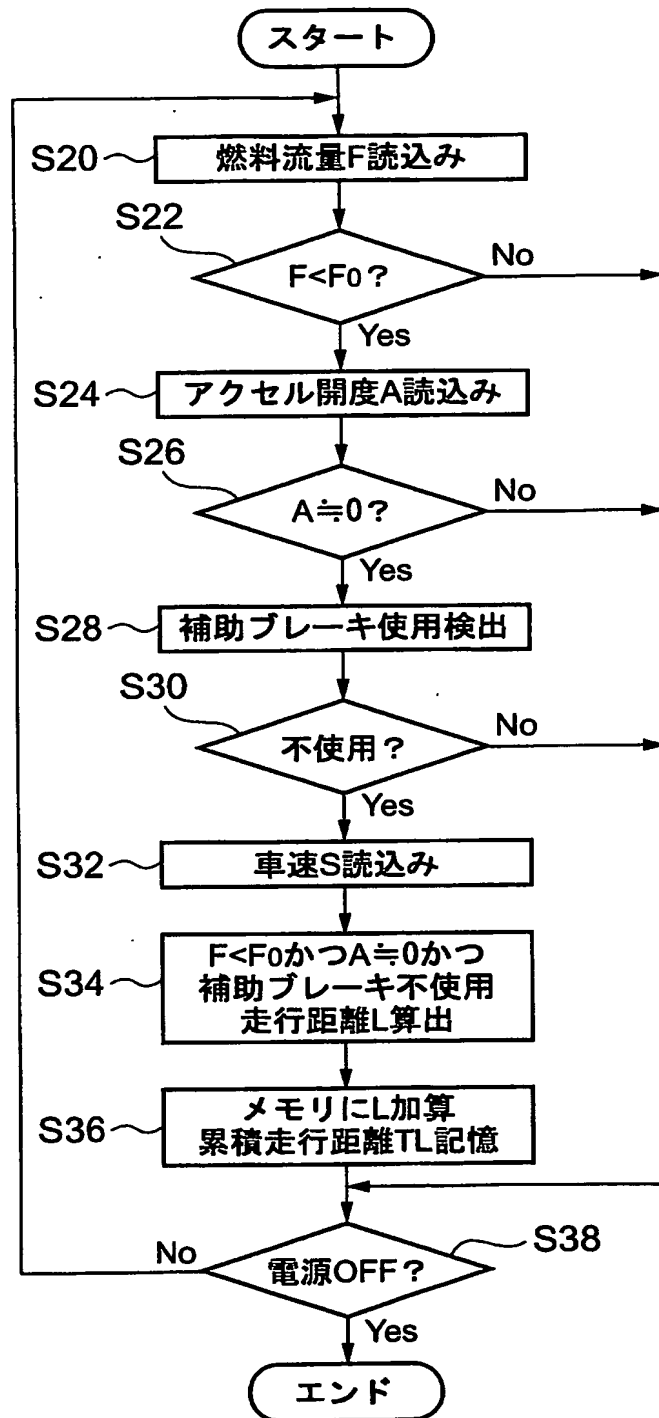 スタート
S20
燃料流量F読込み
S22
F<F0?
No
Yes
S24
アクセル開度A読込み
S26
A≒0?
No
Yes
S28
補助ブレーキ使用検出
S30
不使用?
No
Yes
S32
車速S読込み
S34
F<F0かつA≒0かつ
補助ブレーキ不使用
走行距離L算出
S36
メモリにL加算
累積走行距離TL記憶
No
電源OFF?
S38
Yes
エンド